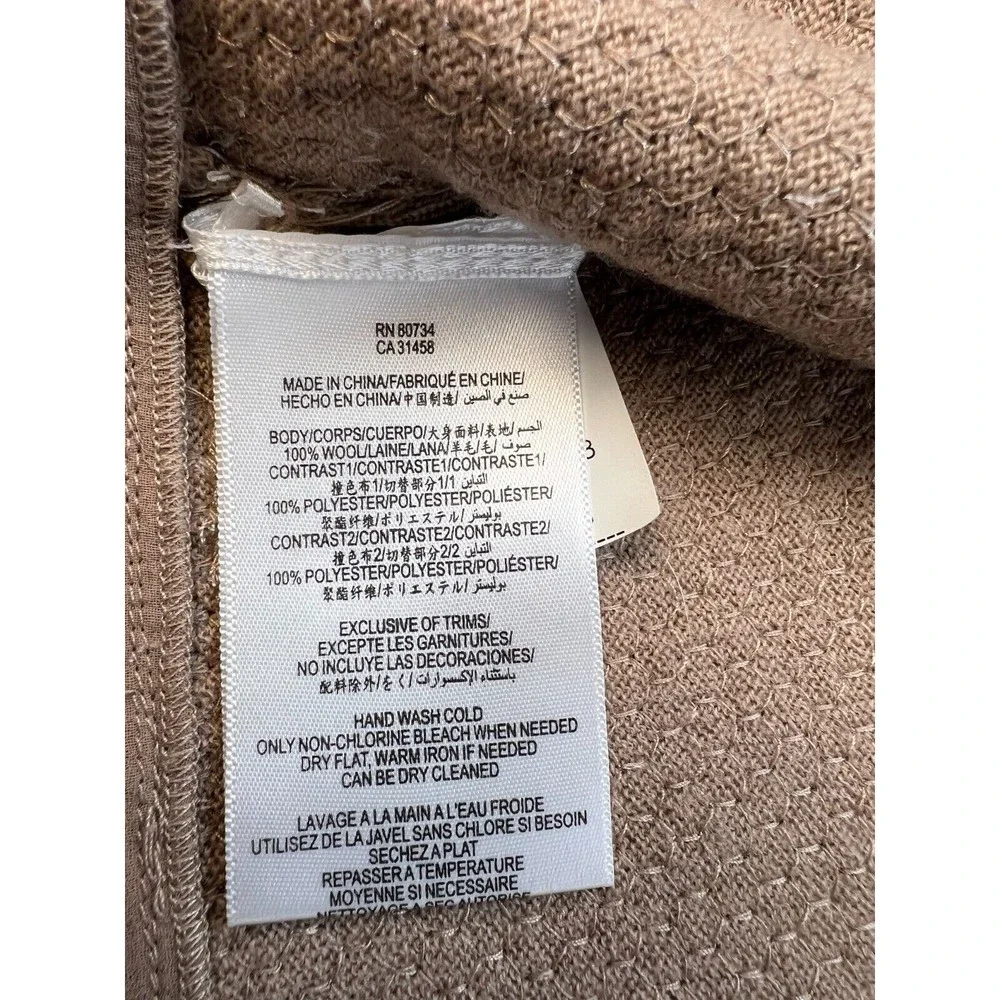 RN 80734
CA 31458
MADE IN CHINA/FABRIQUÉ EN CHINE/
HECHO EN CHINA/中国制造/ صنع في الصين
BODY/CORPS/CUERPO/大身面料/表地/ الجسم
100% WOOL/LAINE/LANA/羊毛/毛/ صوف
CONTRAST1/CONTRASTE1/CONTRASTE1/
撞色布1/切替部分1/1 التباين
100% POLYESTER/POLYESTER/POLIÉSTER/
聚酯纤维/ポリエステル/ بوليستر
CONTRAST2/CONTRASTE2/CONTRASTE2/
撞色布2/切替部分2/2 التباين
100% POLYESTER/POLYESTER/POLIÉSTER/
聚酯纤维/ポリエステル/ بوليستر
EXCLUSIVE OF TRIMS/
EXCEPTE LES GARNITURES/
NO INCLUYE LAS DECORACIONES/
配料除外/をく/ باستثناء الإكسسوارات
HAND WASH COLD
ONLY NON-CHLORINE BLEACH WHEN NEEDED
DRY FLAT, WARM IRON IF NEEDED
CAN BE DRY CLEANED
LAVAGE A LA MAIN A L'EAU FROIDE
UTILISEZ DE LA JAVEL SANS CHLORE SI BESOIN
SECHEZ A PLAT
REPASSER A TEMPERATURE
MOYENNE SI NECESSAIRE
NETTOYAGE A SEC AUTORISE